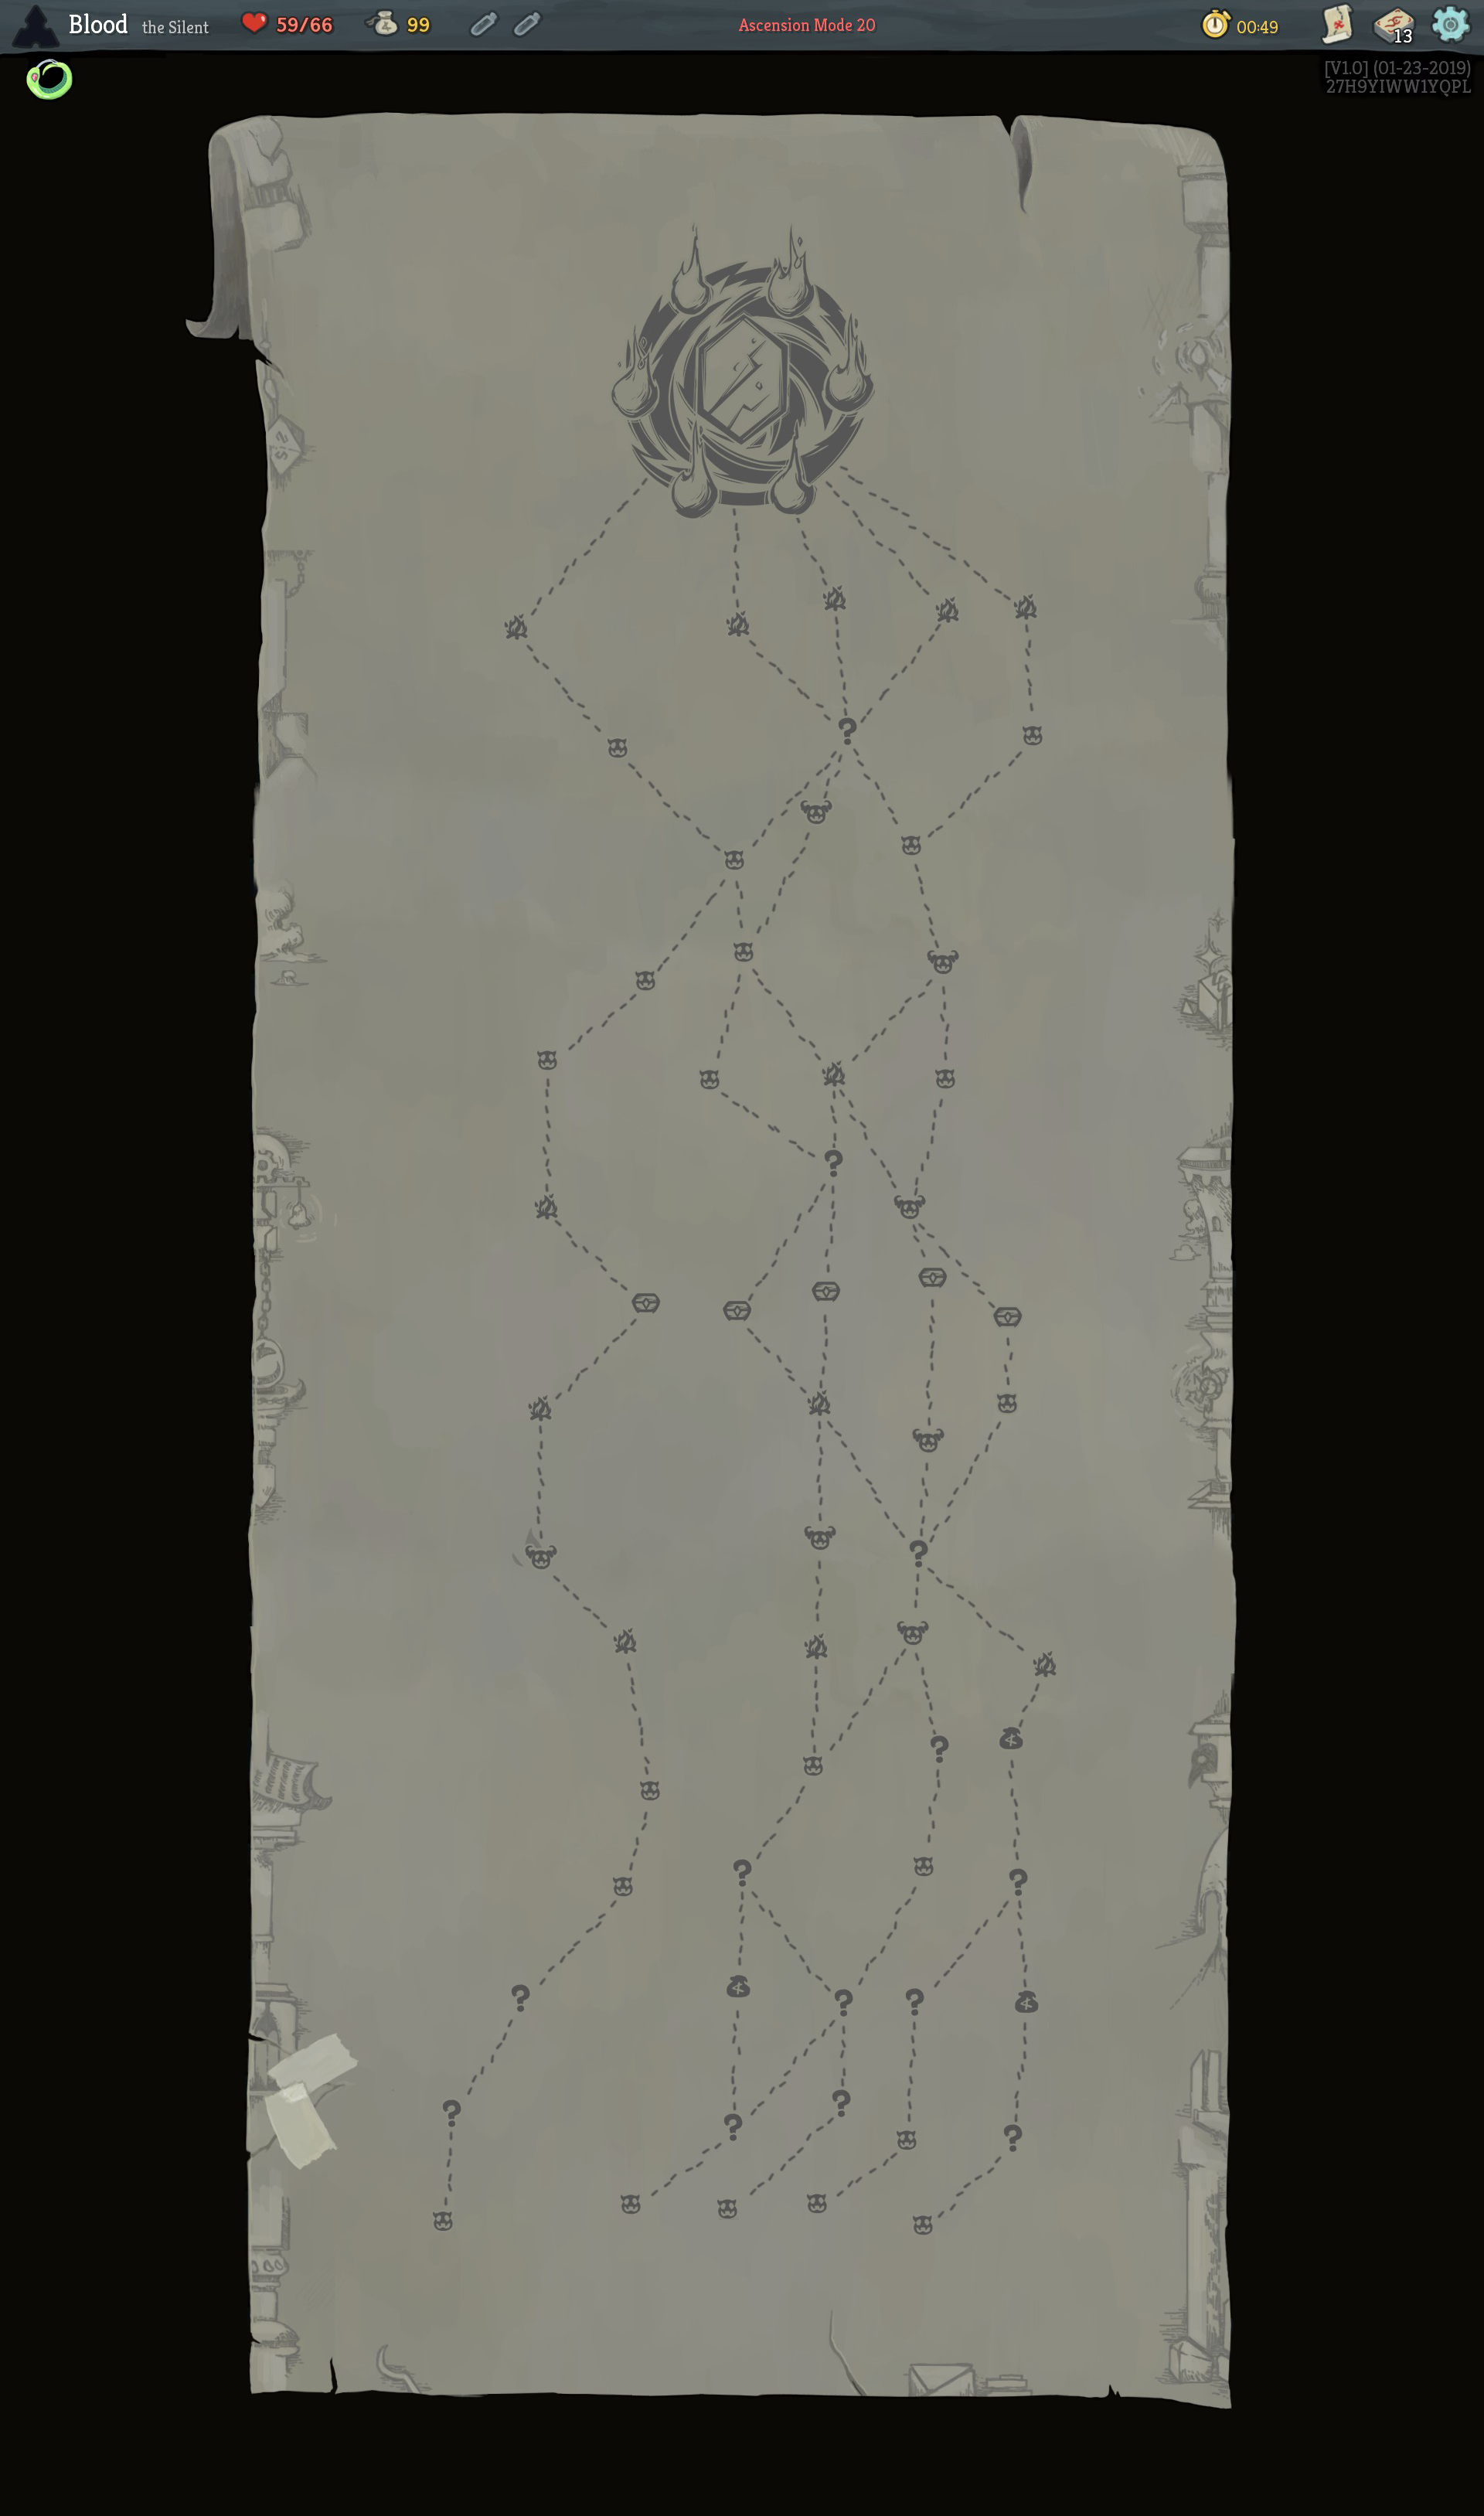 Blood the Silent 59/66 99 Ascension Mode 20 00:49 13
[V1.0] (01-23-2019)
27H9YIWW1YQPL